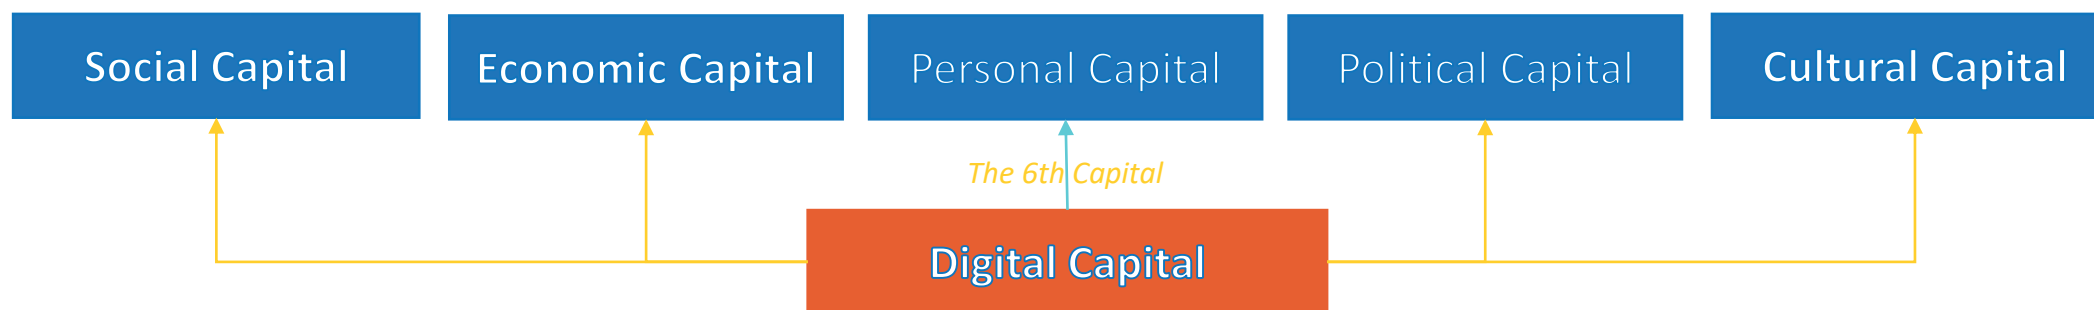 Social Capital
Economic Capital
Personal Capital
Political Capital
Cultural Capital
The 6th Capital
Digital Capital